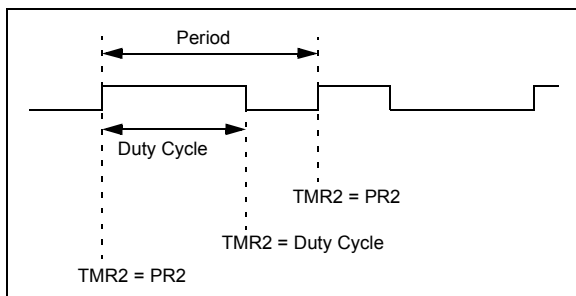 Period
Duty Cycle
TMR2 = PR2
TMR2 = Duty Cycle
TMR2 = PR2